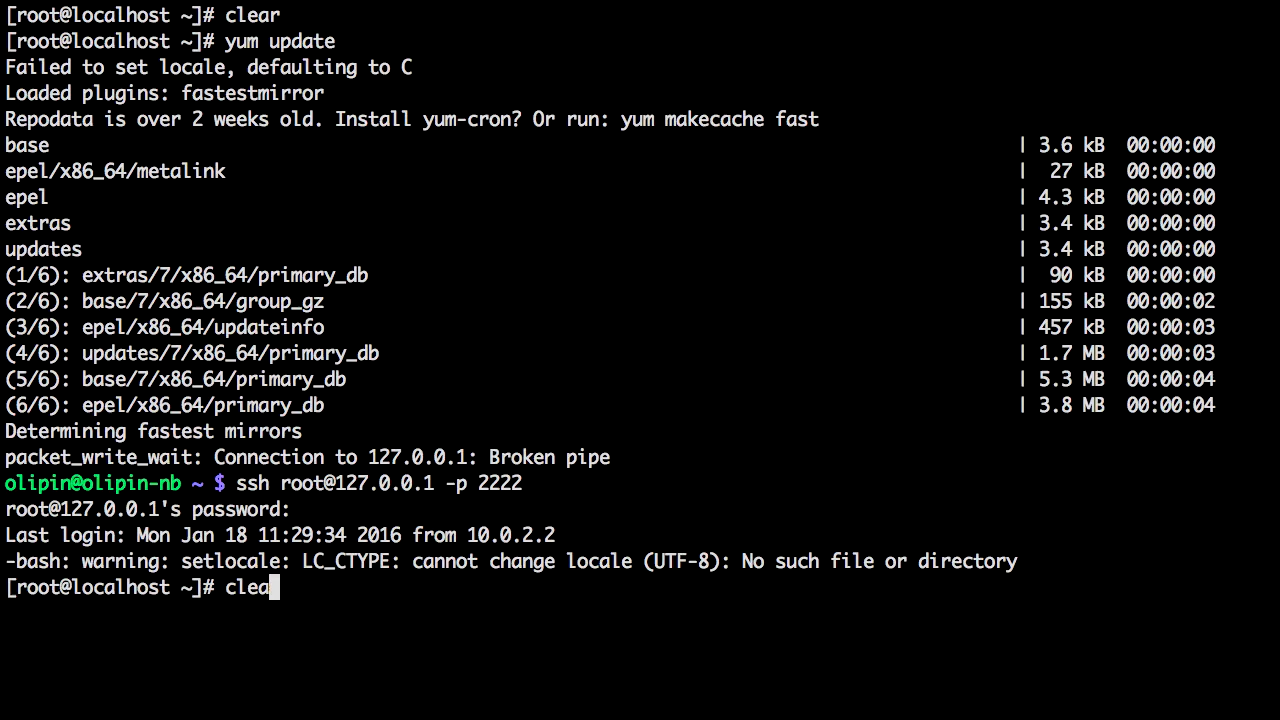 [root@localhost ~]# clear
[root@localhost ~]# yum update
Failed to set locale, defaulting to C
Loaded plugins: fastestmirror
Repodata is over 2 weeks old. Install yum-cron? Or run: yum makecache fast
base | 3.6 kB 00:00:00
epel/x86_64/metalink | 27 kB 00:00:00
epel | 4.3 kB 00:00:00
extras | 3.4 kB 00:00:00
updates | 3.4 kB 00:00:00
(1/6): extras/7/x86_64/primary_db | 90 kB 00:00:00
(2/6): base/7/x86_64/group_gz | 155 kB 00:00:02
(3/6): epel/x86_64/updateinfo | 457 kB 00:00:03
(4/6): updates/7/x86_64/primary_db | 1.7 MB 00:00:03
(5/6): base/7/x86_64/primary_db | 5.3 MB 00:00:04
(6/6): epel/x86_64/primary_db | 3.8 MB 00:00:04
Determining fastest mirrors
packet_write_wait: Connection to 127.0.0.1: Broken pipe
olipin@olipin-nb ~ $ ssh root@127.0.0.1 -p 2222
root@127.0.0.1's password:
Last login: Mon Jan 18 11:29:34 2016 from 10.0.2.2
-bash: warning: setlocale: LC_CTYPE: cannot change locale (UTF-8): No such file or directory
[root@localhost ~]# clea